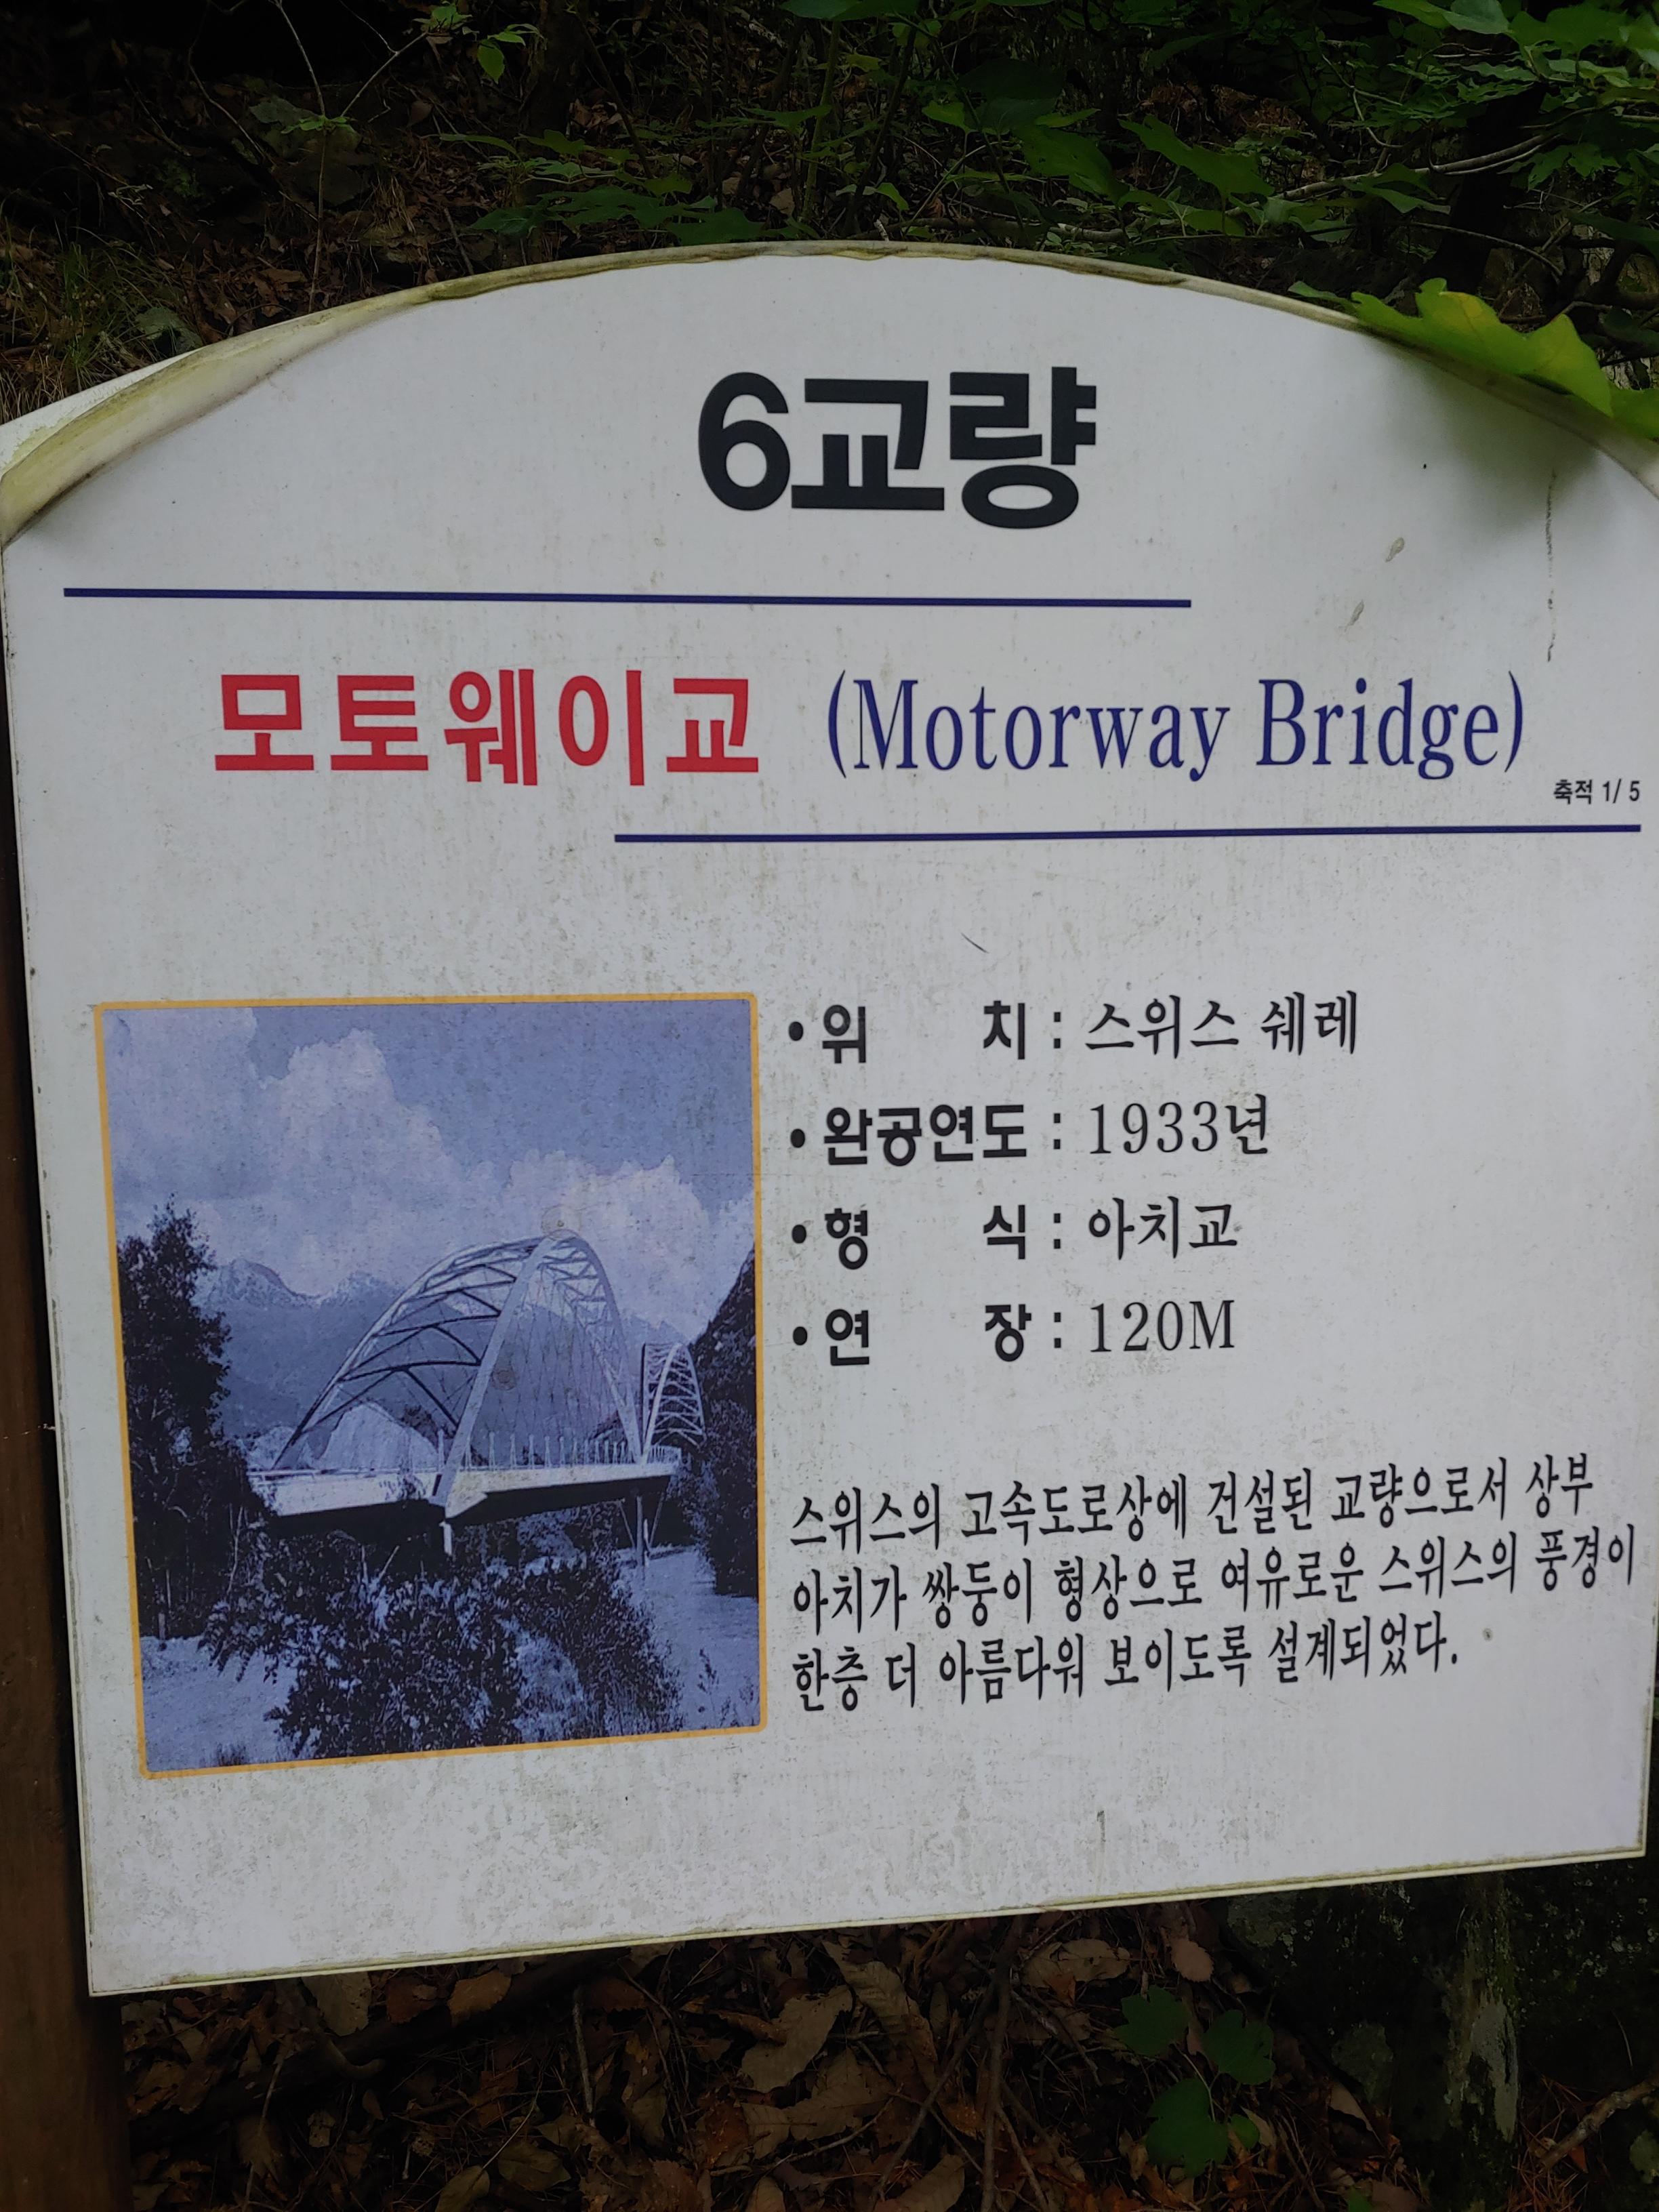 6교량
모토웨이교 (Motorway Bridge)
축적 1/ 5
• 위 치 : 스위스 쉐레
• 완공연도 : 1933년
• 형 식 : 아치교
• 연 장 : 120M
스위스의 고속도로상에 건설된 교량으로서 상부
아치가 쌍둥이 형상으로 여유로운 스위스의 풍경이
한층 더 아름다워 보이도록 설계되었다.